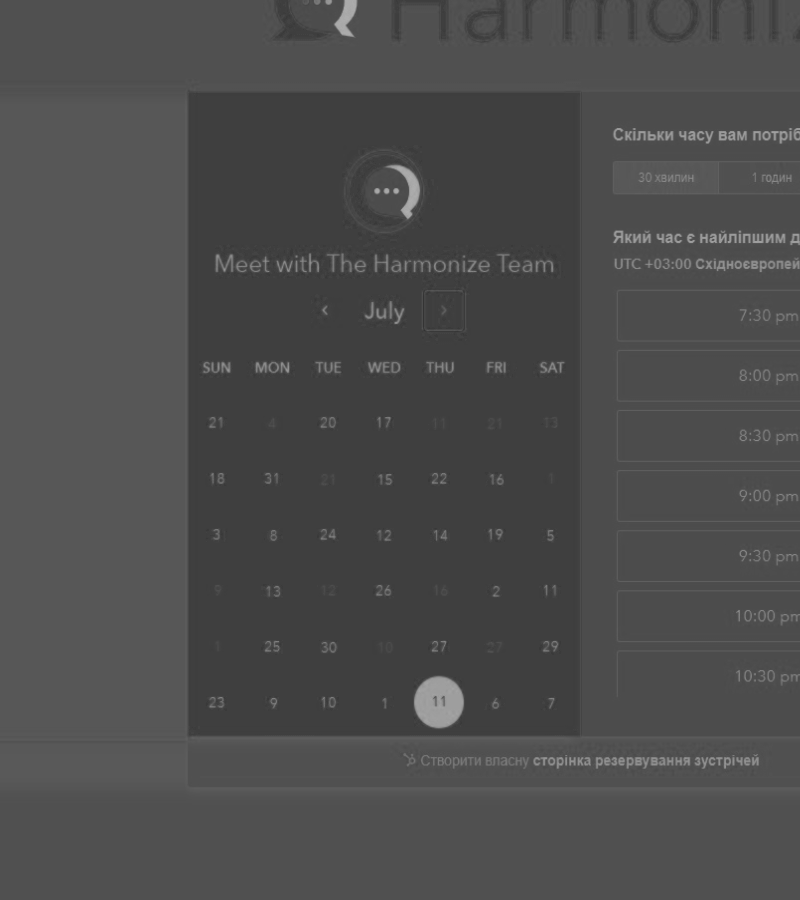 Harmoniz
Meet with The Harmonize Team
July
SUN MON TUE WED THU FRI SAT
21 4 20 17 11 21 13
18 31 21 15 22 16 1
3 8 24 12 14 19 5
9 13 12 26 16 2 11
1 25 30 10 27 27 29
23 9 10 1 11 6 7
Скільки часу вам потріб
30 хвилин 1 годин
Який час є найліпшим д
UTC +03:00 Східноєвропей
7:30 pm
8:00 pm
8:30 pm
9:00 pm
9:30 pm
10:00 pm
10:30 pm
Створити власну сторінка резервування зустрічей